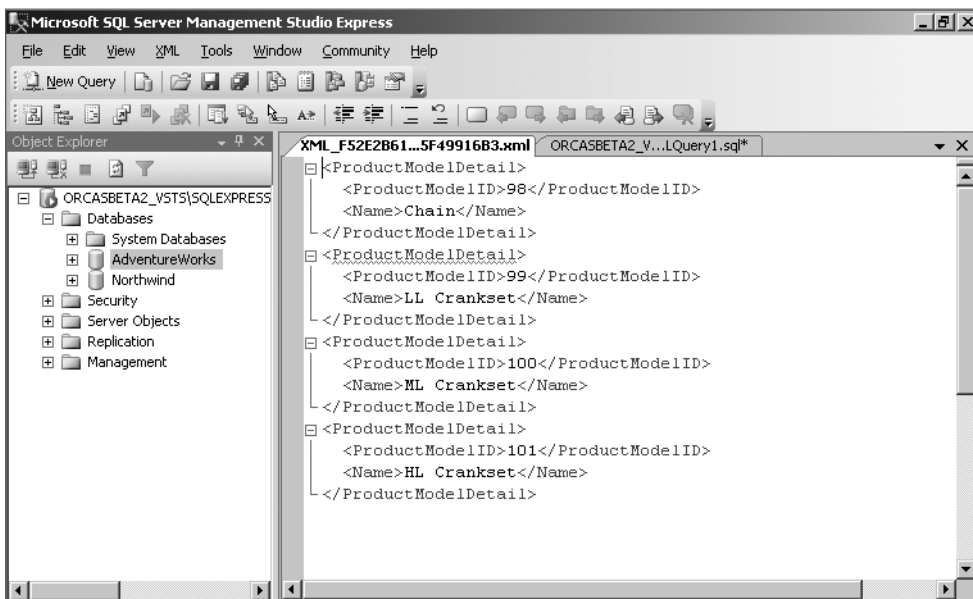 Microsoft SQL Server Management Studio Express
File Edit View XML Tools Window Community Help
New Query
Object Explorer
XML_F52E2B61...5F49916B3.xml ORCASBETA2_V...LQuery1.sql*
ORCASBETA2_VSTS\SQLEXPRESS
Databases
System Databases
AdventureWorks
Northwind
Security
Server Objects
Replication
Management
<ProductModelDetail>
<ProductModelID>98</ProductModelID>
<Name>Chain</Name>
</ProductModelDetail>
<ProductModelDetail>
<ProductModelID>99</ProductModelID>
<Name>LL Crankset</Name>
</ProductModelDetail>
<ProductModelDetail>
<ProductModelID>100</ProductModelID>
<Name>ML Crankset</Name>
</ProductModelDetail>
<ProductModelDetail>
<ProductModelID>101</ProductModelID>
<Name>HL Crankset</Name>
</ProductModelDetail>